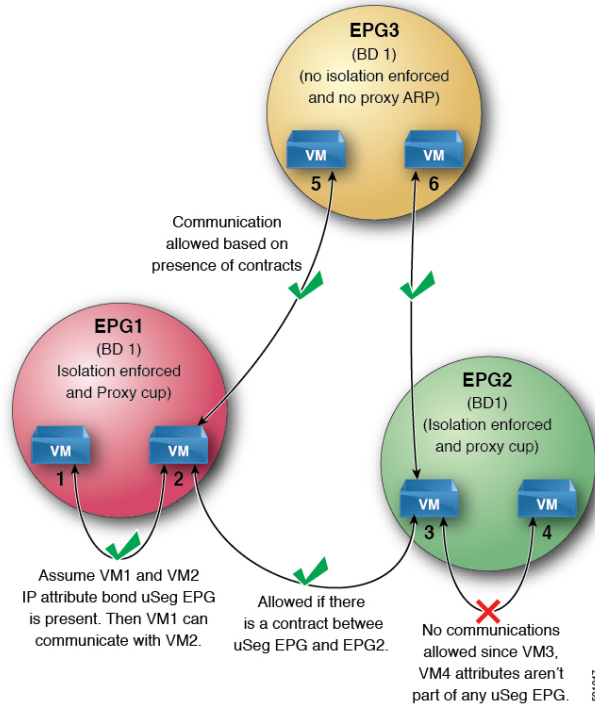 EPG3
(BD 1)
(no isolation enforced
and no proxy ARP)
VM
5
VM
6
Communication
allowed based on
presence of contracts
EPG1
(BD 1)
Isolation enforced
and Proxy cup)
VM
1
VM
2
EPG2
(BD1)
(Isolation enforced
and proxy cup)
VM
3
VM
4
Assume VM1 and VM2
IP attribute bond uSeg EPG
is present. Then VM1 can
communicate with VM2.
Allowed if there
is a contract betwee
uSeg EPG and EPG2.
No communications
allowed since VM3,
VM4 attributes aren't
part of any uSeg EPG.